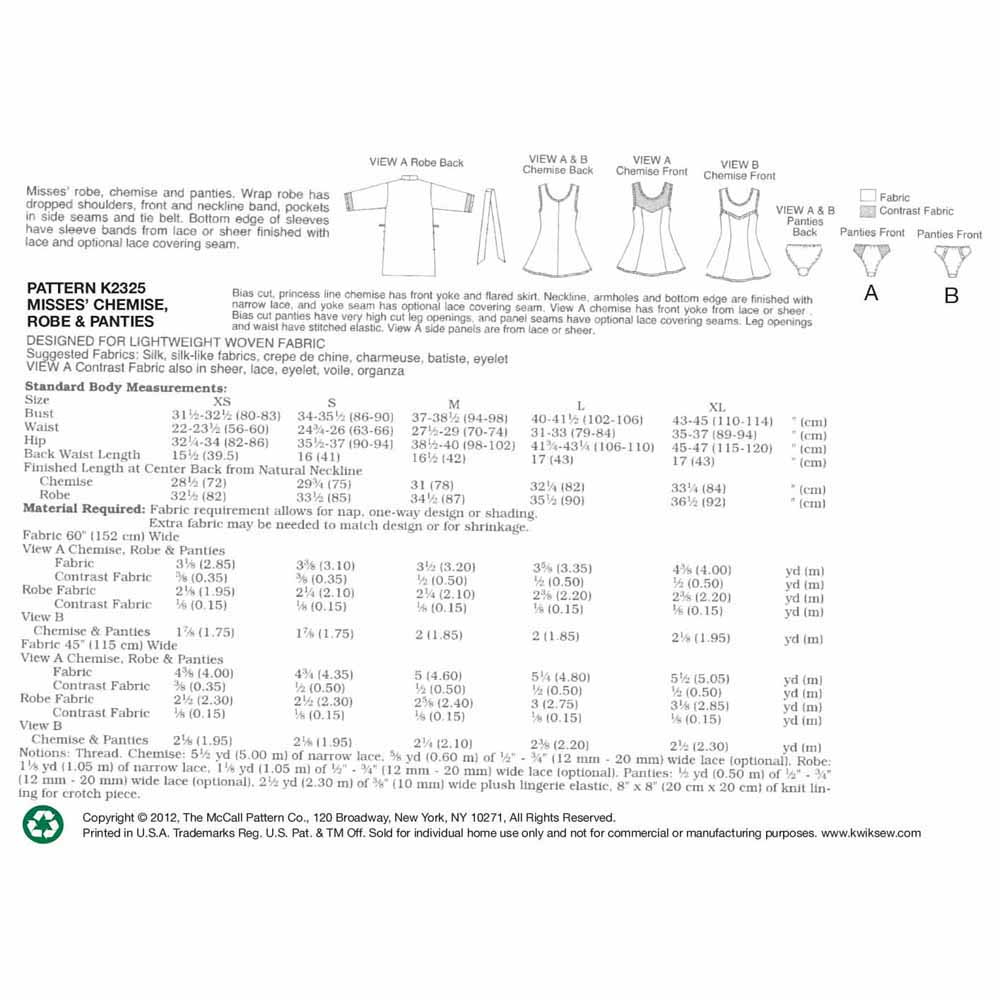 Misses' robe, chemise and panties. Wrap robe has
dropped shoulders, front and neckline band, pockets
in side seams and tie belt. Bottom edge of sleeves
have sleeve bands from lace or sheer finished with
lace and optional lace covering seam.
VIEW A Robe Back
VIEW A & B
Chemise Back
VIEW A
Chemise Front
VIEW B
Chemise Front
VIEW A & B
Panties
Back
Fabric
Contrast Fabric
Panties Front
Panties Front
A
B
PATTERN K2325
MISSES' CHEMISE,
ROBE & PANTIES
Bias cut, princess line chemise has front yoke and flared skirt. Neckline, armholes and bottom edge are finished with
narrow lace, and yoke seam has optional lace covering seam. View A chemise has front yoke from lace or sheer .
Bias cut panties have very high cut leg openings, and panel seams have optional lace covering seams. Leg openings
and waist have stitched elastic. View A side panels are from lace or sheer.
DESIGNED FOR LIGHTWEIGHT WOVEN FABRIC
Suggested Fabrics: Silk, silk-like fabrics, crepe de chine, charmeuse, batiste, eyelet
VIEW A Contrast Fabric also in sheer, lace, eyelet, voile, organza
Standard Body Measurements:
Size XS S M L XL
Bust 31½-32½ (80-83) 34-35½ (86-90) 37-38½ (94-98) 40-41½ (102-106) 43-45 (110-114) " (cm)
Waist 22-23½ (56-60) 24¾-26 (63-66) 27½-29 (70-74) 31-33 (79-84) 35-37 (89-94) " (cm)
Hip 32¼-34 (82-86) 35½-37 (90-94) 38½-40 (98-102) 41¾-43¼ (106-110) 45-47 (115-120) " (cm)
Back Waist Length 15½ (39.5) 16 (41) 16½ (42) 17 (43) 17 (43) " (cm)
Finished Length at Center Back from Natural Neckline
Chemise 28½ (72) 29¾ (75) 31 (78) 32¼ (82) 33¼ (84) " (cm)
Robe 32½ (82) 33½ (85) 34½ (87) 35½ (90) 36½ (92) " (cm)
Material Required: Fabric requirement allows for nap, one-way design or shading.
Extra fabric may be needed to match design or for shrinkage.
Fabric 60" (152 cm) Wide
View A Chemise, Robe & Panties
Fabric 3⅛ (2.85) 3⅜ (3.10) 3½ (3.20) 3⅝ (3.35) 4⅜ (4.00) yd (m)
Contrast Fabric ⅜ (0.35) ⅜ (0.35) ½ (0.50) ½ (0.50) ½ (0.50) yd (m)
Robe Fabric 2⅛ (1.95) 2¼ (2.10) 2¼ (2.10) 2⅜ (2.20) 2⅜ (2.20) yd (m)
Contrast Fabric ⅛ (0.15) ⅛ (0.15) ⅛ (0.15) ⅛ (0.15) ⅛ (0.15) yd (m)
View B
Chemise & Panties 1⅞ (1.75) 1⅞ (1.75) 2 (1.85) 2 (1.85) 2⅛ (1.95) yd (m)
Fabric 45" (115 cm) Wide
View A Chemise, Robe & Panties
Fabric 4⅜ (4.00) 4¾ (4.35) 5 (4.60) 5¼ (4.80) 5½ (5.05) yd (m)
Contrast Fabric ⅜ (0.35) ½ (0.50) ½ (0.50) ½ (0.50) ½ (0.50) yd (m)
Robe Fabric 2½ (2.30) 2½ (2.30) 2⅝ (2.40) 3 (2.75) 3⅛ (2.85) yd (m)
Contrast Fabric ⅛ (0.15) ⅛ (0.15) ⅛ (0.15) ⅛ (0.15) ⅛ (0.15) yd (m)
View B
Chemise & Panties 2⅛ (1.95) 2⅛ (1.95) 2¼ (2.10) 2⅜ (2.20) 2½ (2.30) yd (m)
Notions: Thread. Chemise: 5½ yd (5.00 m) of narrow lace, ⅝ yd (0.60 m) of ½" - ¾" (12 mm - 20 mm) wide lace (optional). Robe:
1⅛ yd (1.05 m) of narrow lace, 1⅛ yd (1.05 m) of ½" - ¾" (12 mm - 20 mm) wide lace (optional). Panties: ½ yd (0.50 m) of ½" - ¾"
(12 mm - 20 mm) wide lace (optional), 2½ yd (2.30 m) of ⅜" (10 mm) wide plush lingerie elastic, 8" x 8" (20 cm x 20 cm) of knit lin-
ing for crotch piece.
Copyright © 2012, The McCall Pattern Co., 120 Broadway, New York, NY 10271, All Rights Reserved.
Printed in U.S.A. Trademarks Reg. U.S. Pat. & TM Off. Sold for individual home use only and not for commercial or manufacturing purposes. www.kwiksew.com